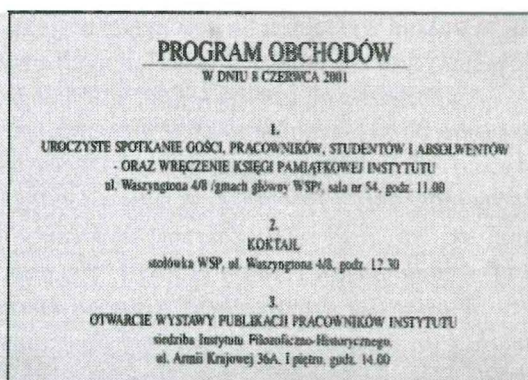 PROGRAM OBCHODÓW
W DNIU 8 CZERWCA 2001
1.
UROCZYSTE SPOTKANIE GOŚCI, PRACOWNIKÓW, STUDENTÓW I ABSOLWENTÓW
- ORAZ WRĘCZENIE KSIĘGI PAMIĄTKOWEJ INSTYTUTU
ul. Waszyngtona 4/8 /gmach główny WSP/, sala nr 54, godz. 11.00
2.
KOKTAJL
stołówka WSP, ul. Waszyngtona 4/8, godz. 12.30
3.
OTWARCIE WYSTAWY PUBLIKACJI PRACOWNIKÓW INSTYTUTU
siedziba Instytutu Filozoficzno-Historycznego,
ul. Armii Krajowej 36A, I piętro, godz. 14.00